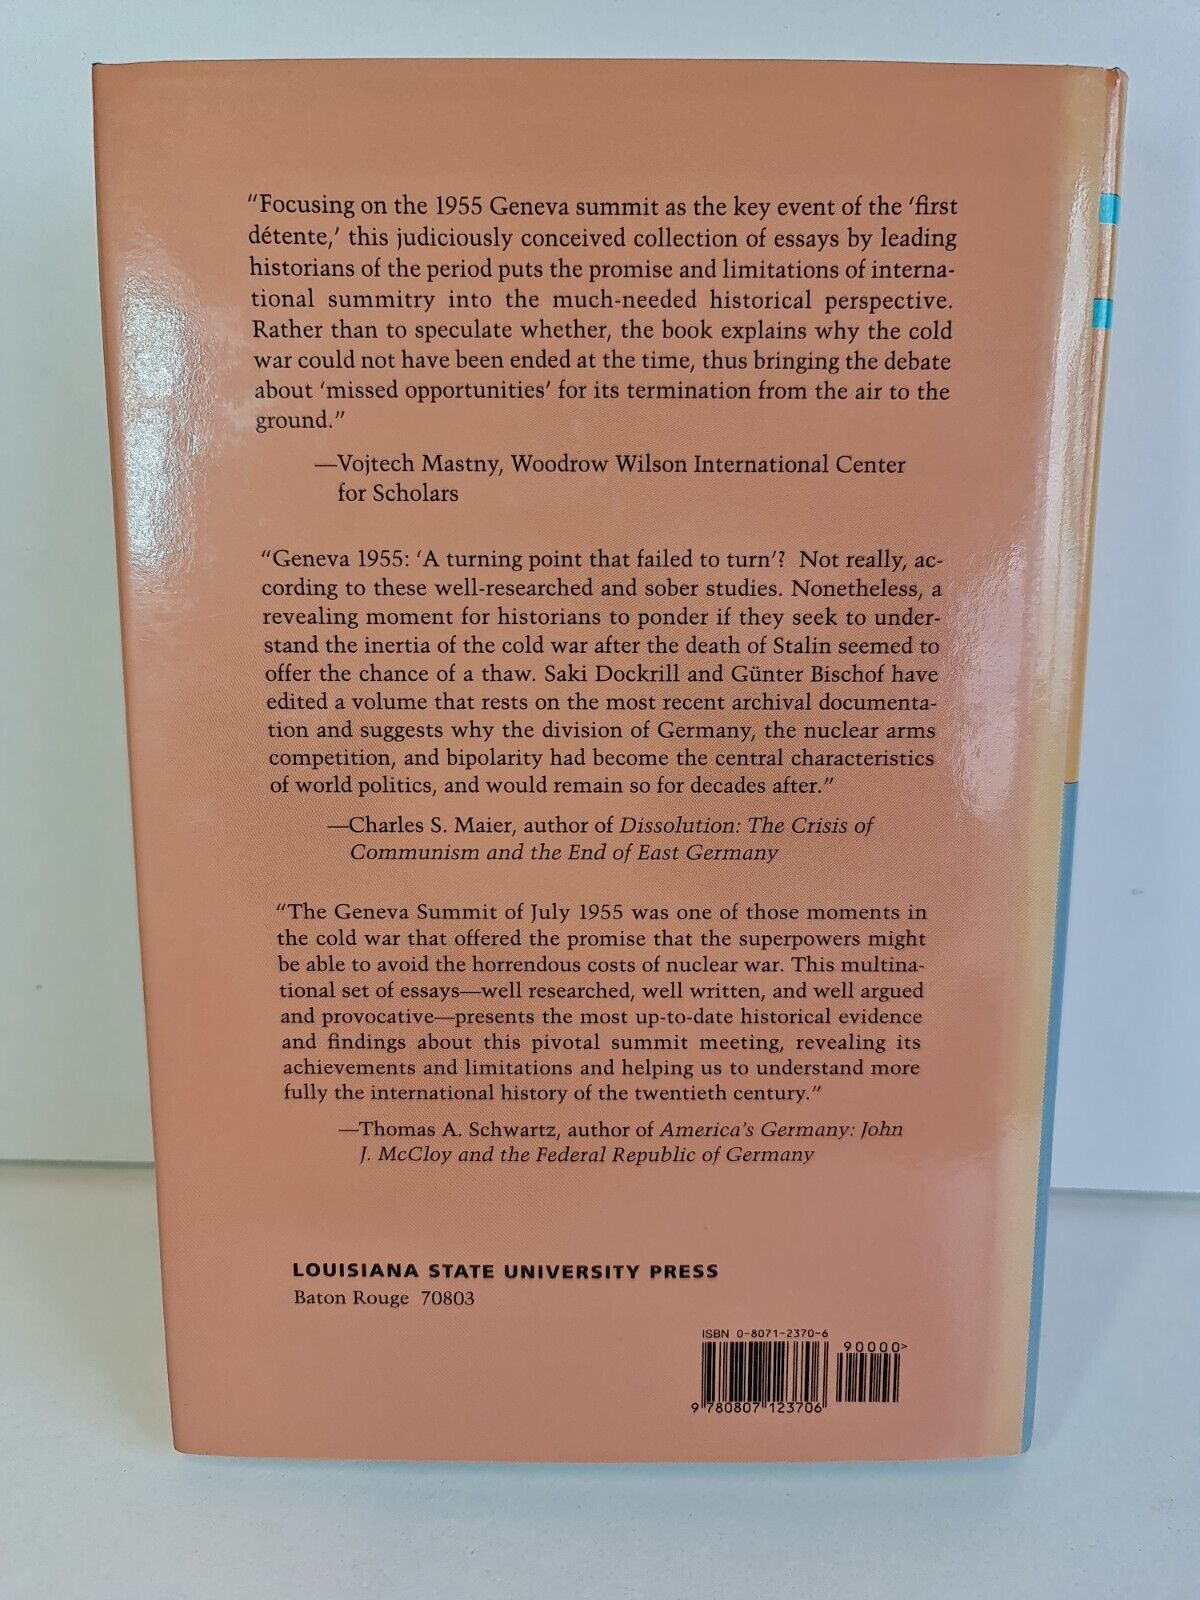 “Focusing on the 1955 Geneva summit as the key event of the ‘first
détente,’ this judiciously conceived collection of essays by leading
historians of the period puts the promise and limitations of interna-
tional summitry into the much-needed historical perspective.
Rather than to speculate whether, the book explains why the cold
war could not have been ended at the time, thus bringing the debate
about ‘missed opportunities’ for its termination from the air to the
ground.”
—Vojtech Mastny, Woodrow Wilson International Center
for Scholars
“Geneva 1955: ‘A turning point that failed to turn’? Not really, ac-
cording to these well-researched and sober studies. Nonetheless, a
revealing moment for historians to ponder if they seek to under-
stand the inertia of the cold war after the death of Stalin seemed to
offer the chance of a thaw. Saki Dockrill and Günter Bischof have
edited a volume that rests on the most recent archival documenta-
tion and suggests why the division of Germany, the nuclear arms
competition, and bipolarity had become the central characteristics
of world politics, and would remain so for decades after.”
—Charles S. Maier, author of Dissolution: The Crisis of
Communism and the End of East Germany
“The Geneva Summit of July 1955 was one of those moments in
the cold war that offered the promise that the superpowers might
be able to avoid the horrendous costs of nuclear war. This multina-
tional set of essays—well researched, well written, and well argued
and provocative—presents the most up-to-date historical evidence
and findings about this pivotal summit meeting, revealing its
achievements and limitations and helping us to understand more
fully the international history of the twentieth century.”
—Thomas A. Schwartz, author of America’s Germany: John
J. McCloy and the Federal Republic of Germany
LOUISIANA STATE UNIVERSITY PRESS
Baton Rouge 70803
ISBN 0-8071-2370-6
90000>
9 780807 123706